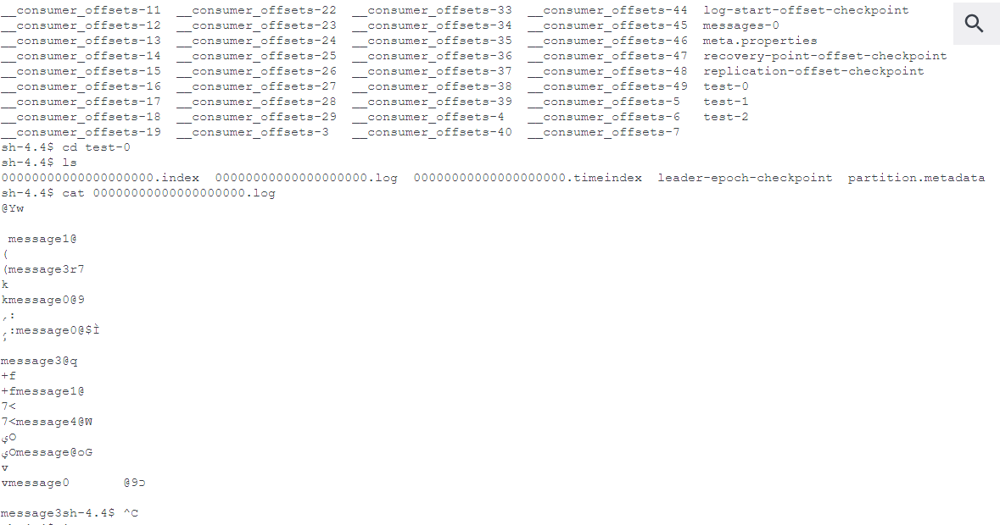 __consumer_offsets-11  __consumer_offsets-22  __consumer_offsets-33  __consumer_offsets-44  log-start-offset-checkpoint
__consumer_offsets-12  __consumer_offsets-23  __consumer_offsets-34  __consumer_offsets-45  messages-0
__consumer_offsets-13  __consumer_offsets-24  __consumer_offsets-35  __consumer_offsets-46  meta.properties
__consumer_offsets-14  __consumer_offsets-25  __consumer_offsets-36  __consumer_offsets-47  recovery-point-offset-checkpoint
__consumer_offsets-15  __consumer_offsets-26  __consumer_offsets-37  __consumer_offsets-48  replication-offset-checkpoint
__consumer_offsets-16  __consumer_offsets-27  __consumer_offsets-38  __consumer_offsets-49  test-0
__consumer_offsets-17  __consumer_offsets-28  __consumer_offsets-39  __consumer_offsets-5  test-1
__consumer_offsets-18  __consumer_offsets-29  __consumer_offsets-4  __consumer_offsets-6  test-2
__consumer_offsets-19  __consumer_offsets-3  __consumer_offsets-40  __consumer_offsets-7
sh-4.4$ cd test-0
sh-4.4$ ls
00000000000000000000.index  00000000000000000000.log  00000000000000000000.timeindex  leader-epoch-checkpoint  partition.metadata
sh-4.4$ cat 00000000000000000000.log
@Yw
message1@
(
(message3r7
k
kmessage0@9
:
:message0@$Ì
message3@q
+f
+fmessage1@
7<
7<message4@W
O
Omessage@oG
v
vmessage0  @9
message3sh-4.4$ ^C